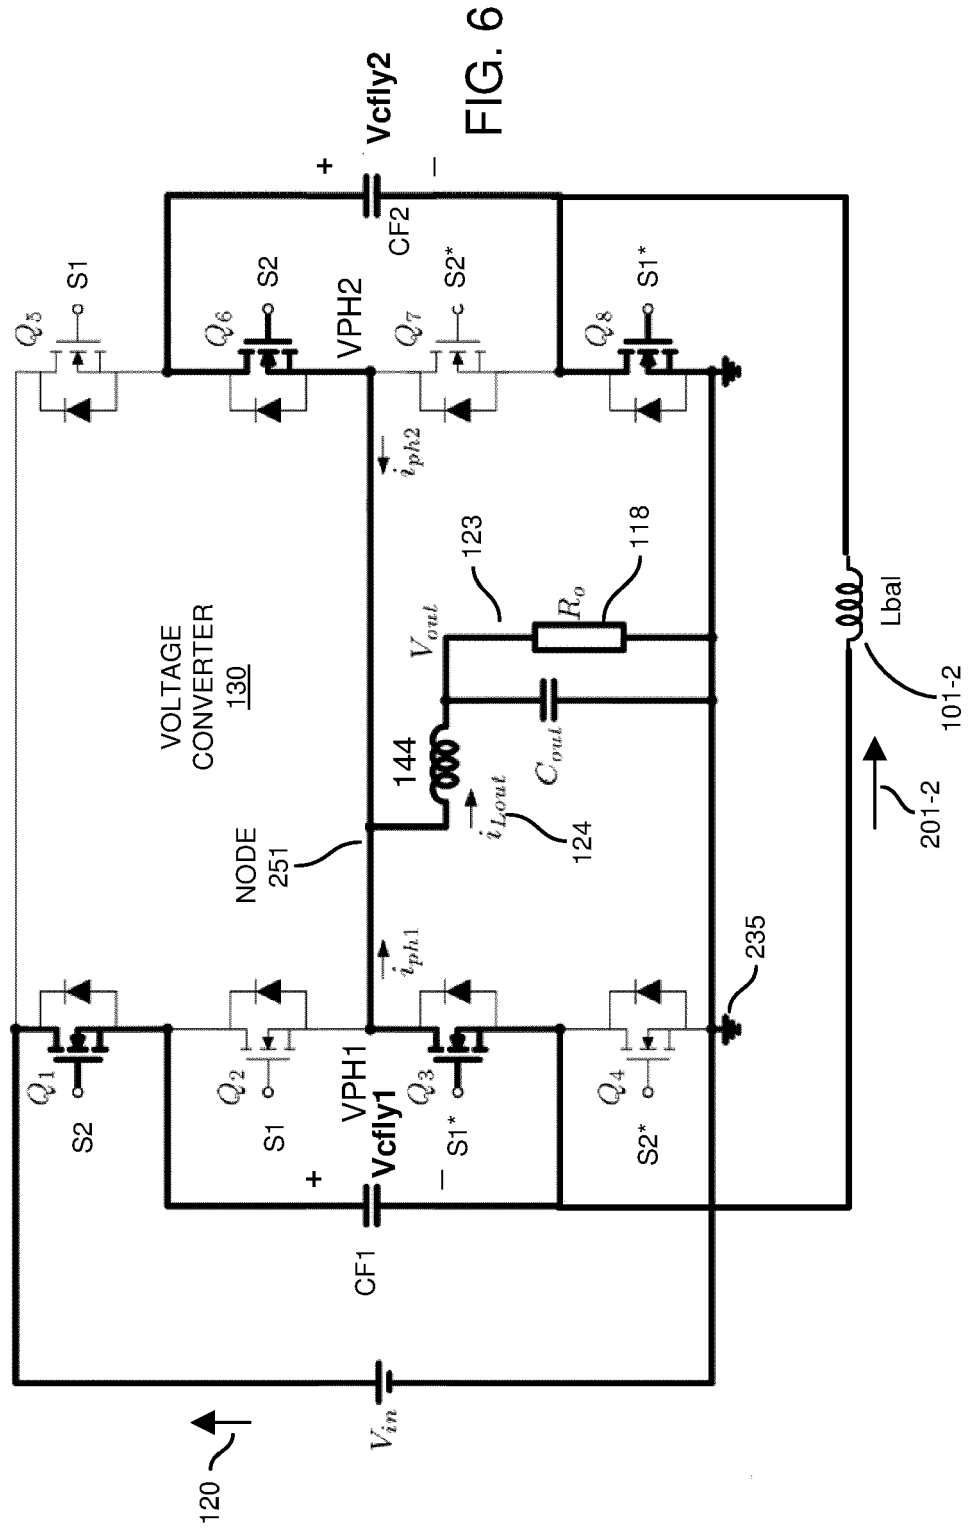 FIG. 6
120
Vin
Q1
S2
Q2
S1
VPH1
Vcfly1
+
–
CF1
Q3
S1*
Q4
S2*
235
VOLTAGE
CONVERTER
130
NODE
251
iph1
iph2
144
iLout
124
Vout
123
Cout
Ro
118
Q5
S1
Q6
S2
VPH2
Q7
S2*
Q8
S1*
+
Vcfly2
–
CF2
Lbal
101-2
201-2